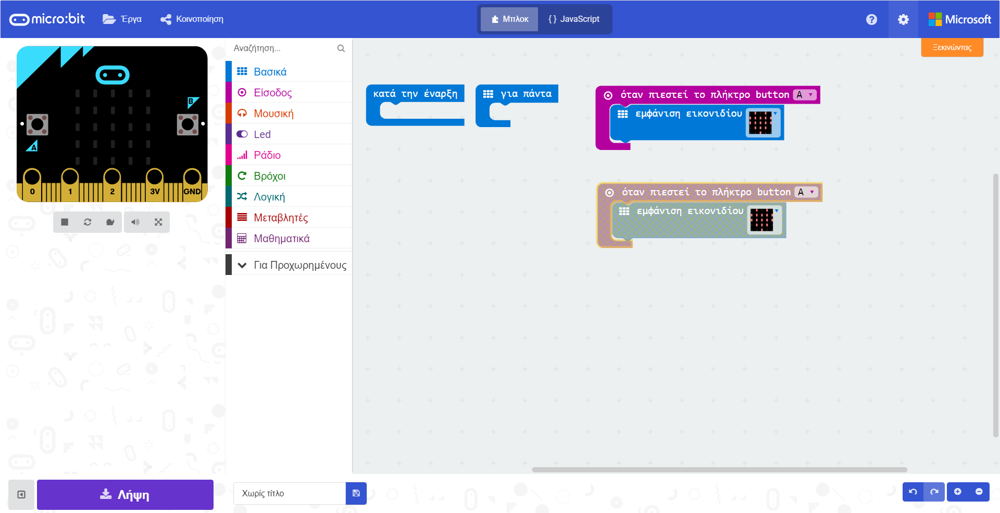 micro:bit
Έργα
Κοινοποίηση
Μπλοκ
{ } JavaScript
Microsoft
Ξεκινώντας
B
A
0 1 2 3V GND
Αναζήτηση...
Βασικά
Είσοδος
Μουσική
Led
Ράδιο
Βρόχοι
Λογική
Μεταβλητές
Μαθηματικά
Για Προχωρημένους
κατά την έναρξη
για πάντα
όταν πιεστεί το πλήκτρο button A
εμφάνιση εικονιδίου
όταν πιεστεί το πλήκτρο button A
εμφάνιση εικονιδίου
Λήψη
Χωρίς τίτλο